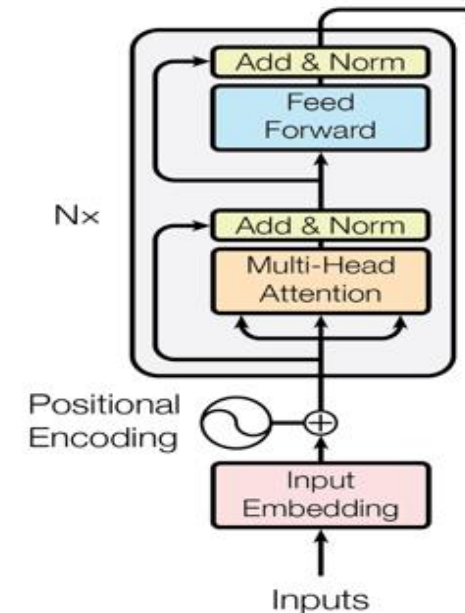 Add & Norm
Feed
Forward
Nx
Add & Norm
Multi-Head
Attention
Positional
Encoding
Input
Embedding
Inputs